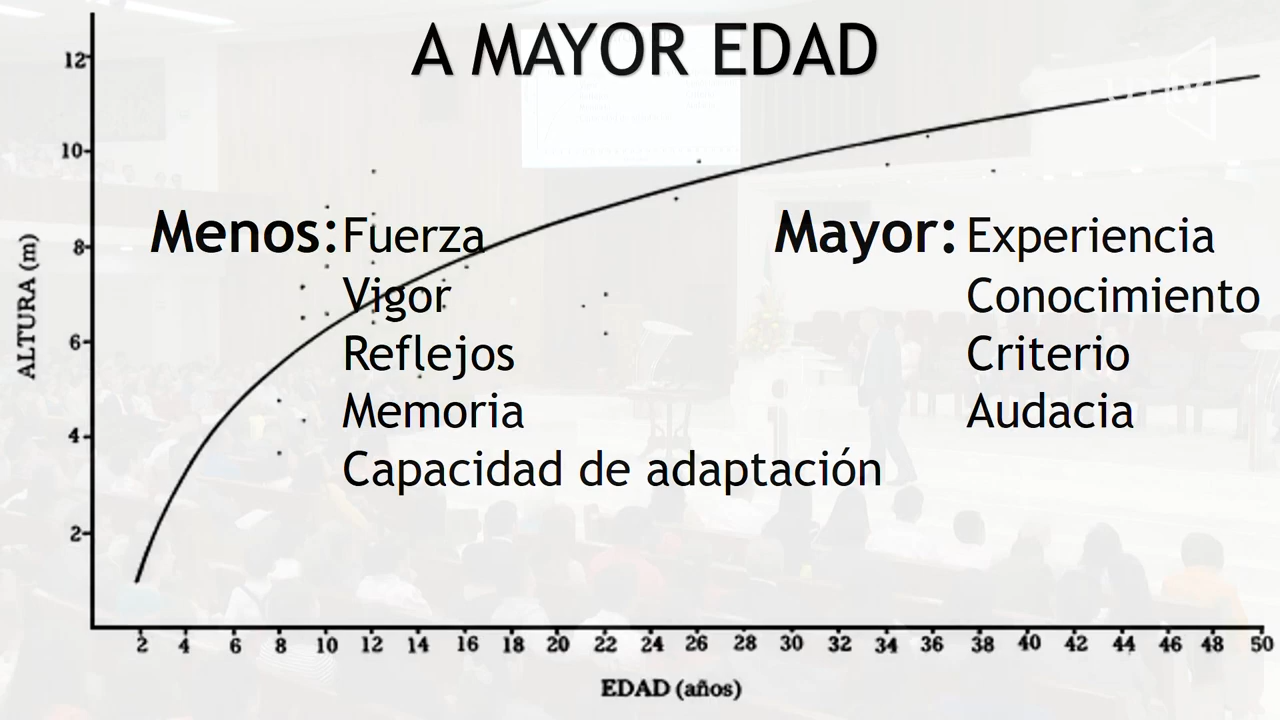 A MAYOR EDAD
Menos: Fuerza
Vigor
Reflejos
Memoria
Capacidad de adaptación
Mayor: Experiencia
Conocimiento
Criterio
Audacia
ALTURA (m)
12
10
8
6
4
2
2 4 6 8 10 12 14 16 18 20 22 24 26 28 30 32 34 36 38 40 42 44 46 48 50
EDAD (años)